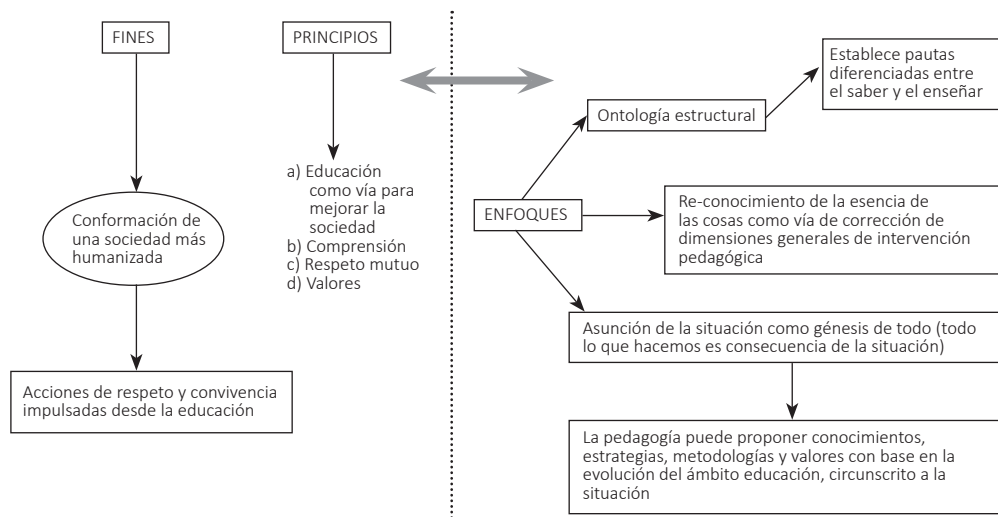 FINES
PRINCIPIOS
Conformación de
una sociedad más
humanizada
Acciones de respeto y convivencia
impulsadas desde la educación
a) Educación
como vía para
mejorar la
sociedad
b) Comprensión
c) Respeto mutuo
d) Valores
ENFOQUES
Ontología estructural
Establece pautas
diferenciadas entre
el saber y el enseñar
Re-conocimiento de la esencia de
las cosas como vía de corrección de
dimensiones generales de intervención
pedagógica
Asunción de la situación como génesis de todo (todo
lo que hacemos es consecuencia de la situación)
La pedagogía puede proponer conocimientos,
estrategias, metodologías y valores con base en la
evolución del ámbito educación, circunscrito a la
situación